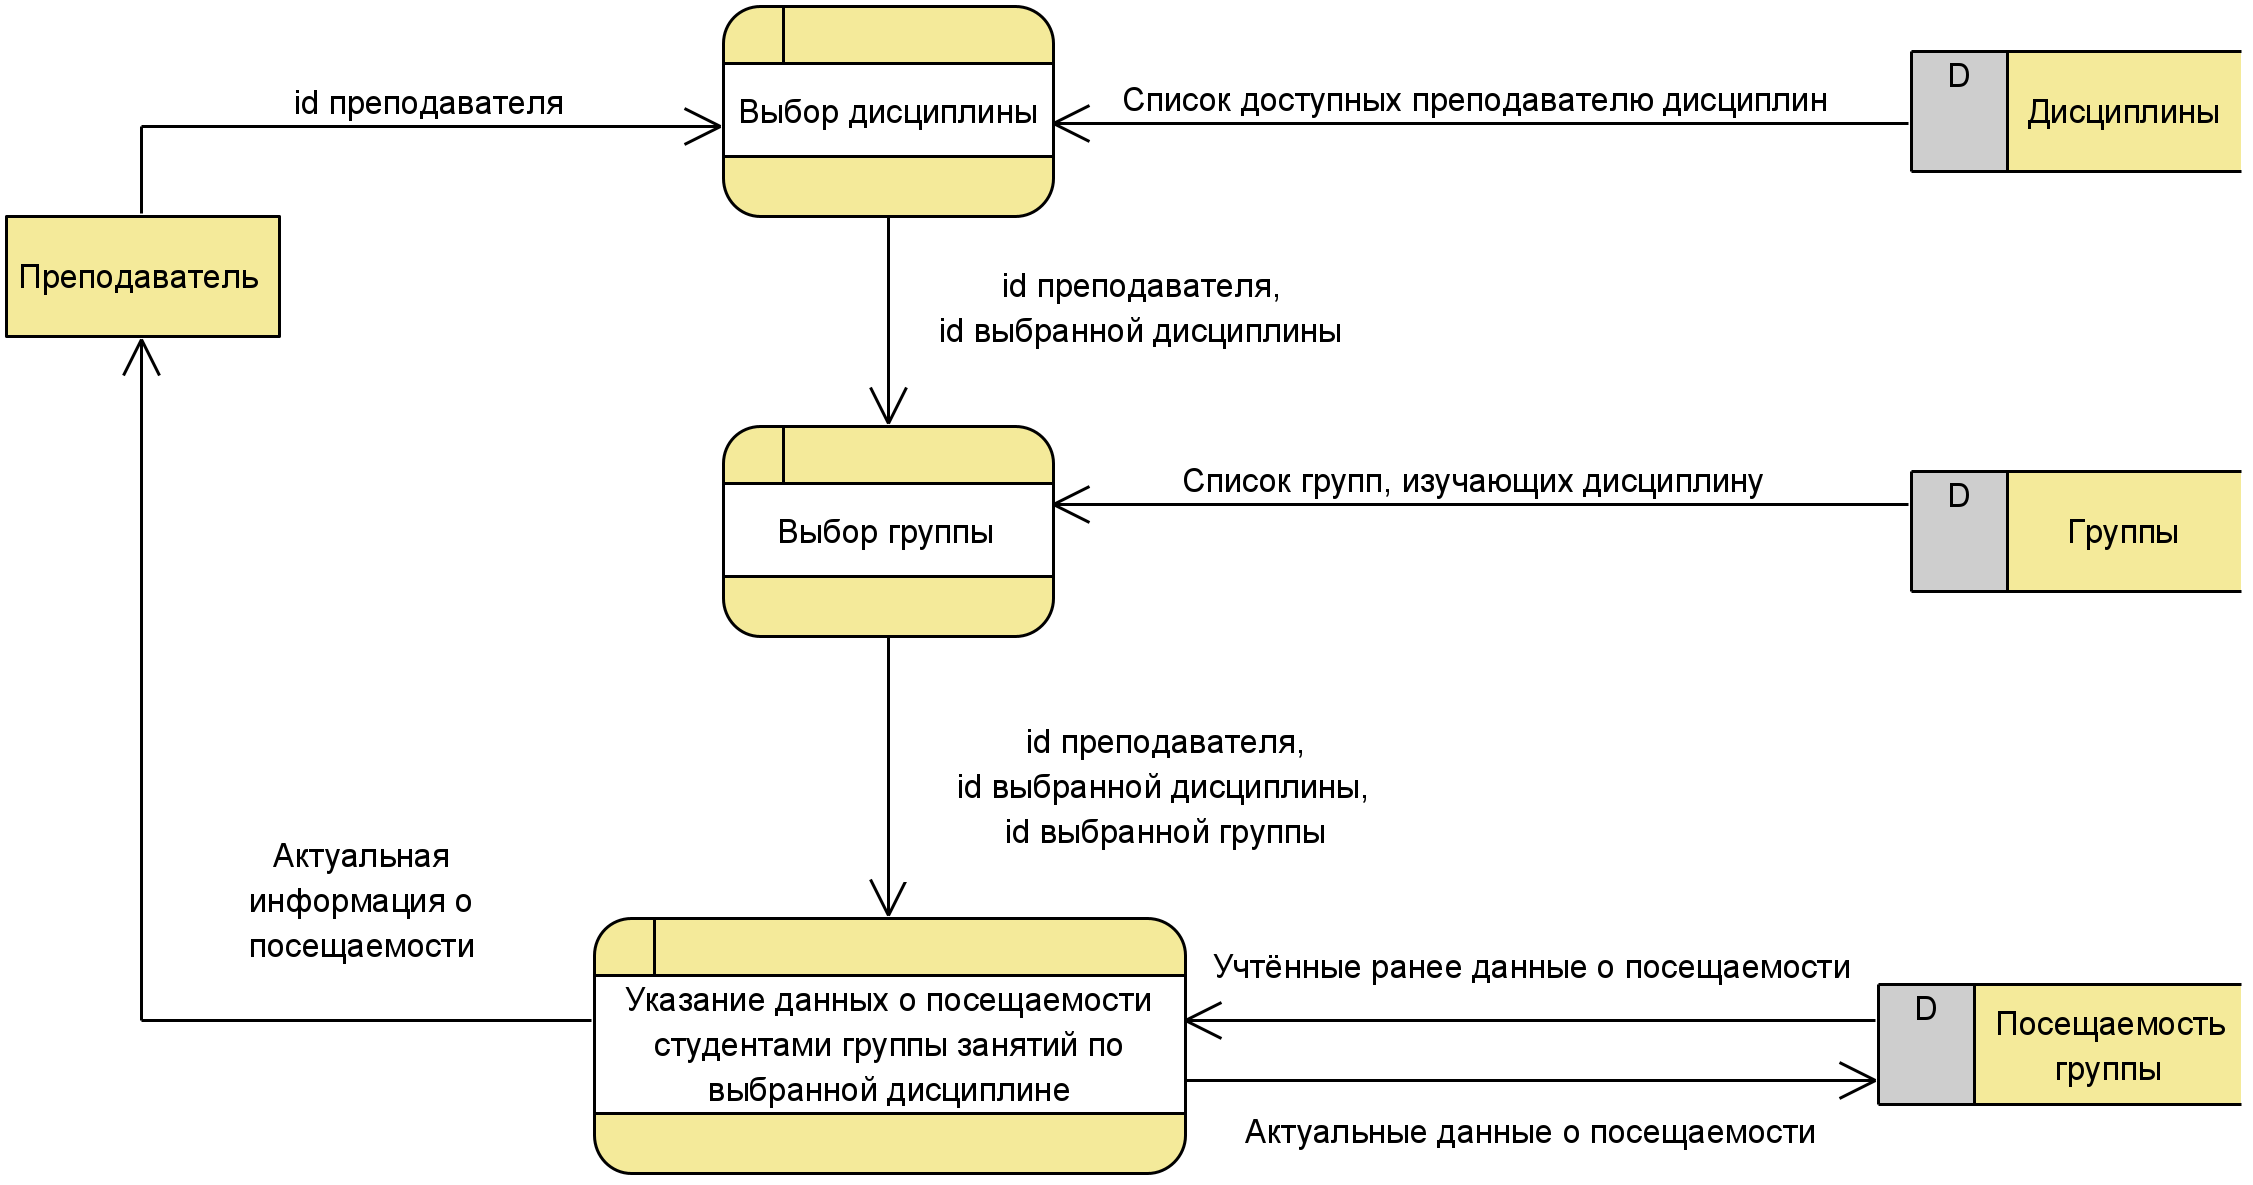 id преподавателя
Выбор дисциплины
Список доступных преподавателю дисциплин
D
Дисциплины
Преподаватель
id преподавателя,
id выбранной дисциплины
Выбор группы
Список групп, изучающих дисциплину
D
Группы
id преподавателя,
id выбранной дисциплины,
id выбранной группы
Актуальная
информация о
посещаемости
Указание данных о посещаемости
студентами группы занятий по
выбранной дисциплине
Учтённые ранее данные о посещаемости
D
Посещаемость
группы
Актуальные данные о посещаемости